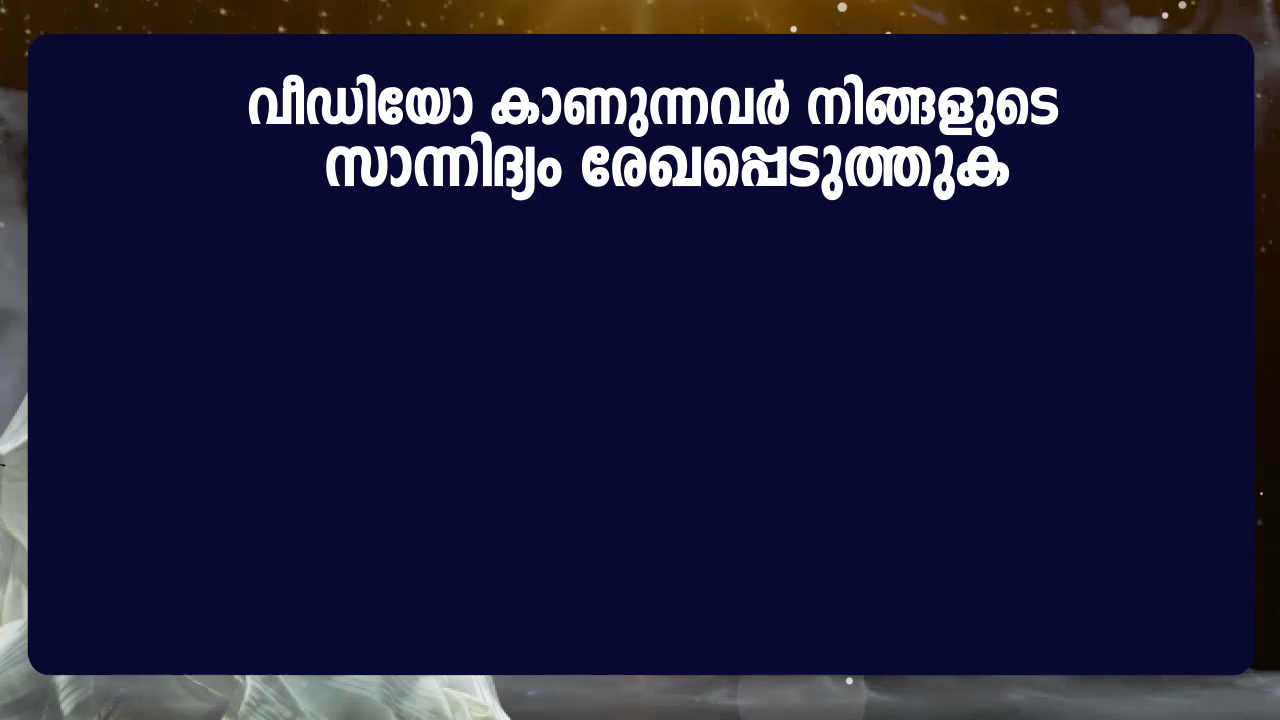 വീഡിയോ കാണുന്നവർ നിങ്ങളുടെ
സാന്നിദ്യം രേഖപ്പെടുത്തുക